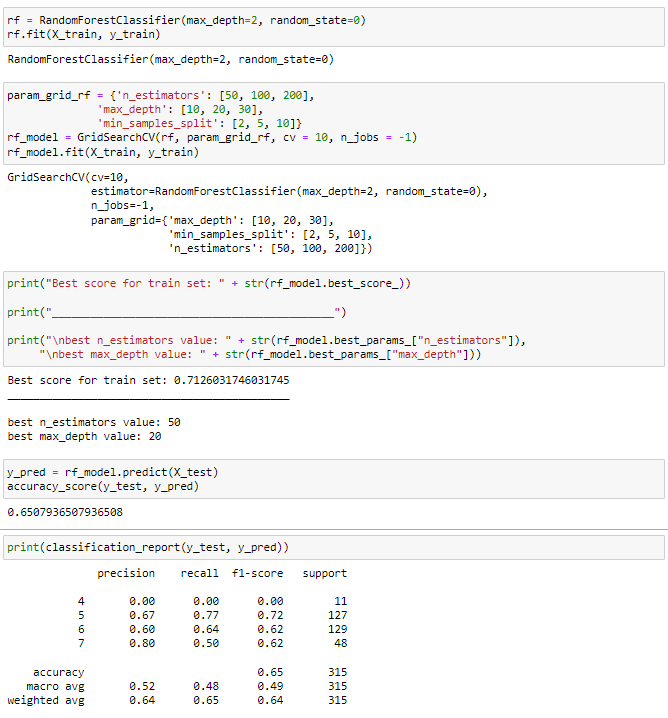 rf = RandomForestClassifier(max_depth=2, random_state=0)
rf.fit(X_train, y_train)
RandomForestClassifier(max_depth=2, random_state=0)
param_grid_rf = {'n_estimators': [50, 100, 200],
'max_depth': [10, 20, 30],
'min_samples_split': [2, 5, 10]}
rf_model = GridSearchCV(rf, param_grid_rf, cv = 10, n_jobs = -1)
rf_model.fit(X_train, y_train)
GridSearchCV(cv=10,
estimator=RandomForestClassifier(max_depth=2, random_state=0),
n_jobs=-1,
param_grid={'max_depth': [10, 20, 30],
'min_samples_split': [2, 5, 10],
'n_estimators': [50, 100, 200]})
print("Best score for train set: " + str(rf_model.best_score_))
print("____________________________________________")
print("\nbest n_estimators value: " + str(rf_model.best_params_["n_estimators"]),
"\nbest max_depth value: " + str(rf_model.best_params_["max_depth"]))
Best score for train set: 0.7126031746031745
____________________________________________
best n_estimators value: 50
best max_depth value: 20
y_pred = rf_model.predict(X_test)
accuracy_score(y_test, y_pred)
0.6507936507936508
print(classification_report(y_test, y_pred))
precision recall f1-score support
4 0.00 0.00 0.00 11
5 0.67 0.77 0.72 127
6 0.60 0.64 0.62 129
7 0.80 0.50 0.62 48
accuracy 0.65 315
macro avg 0.52 0.48 0.49 315
weighted avg 0.64 0.65 0.64 315